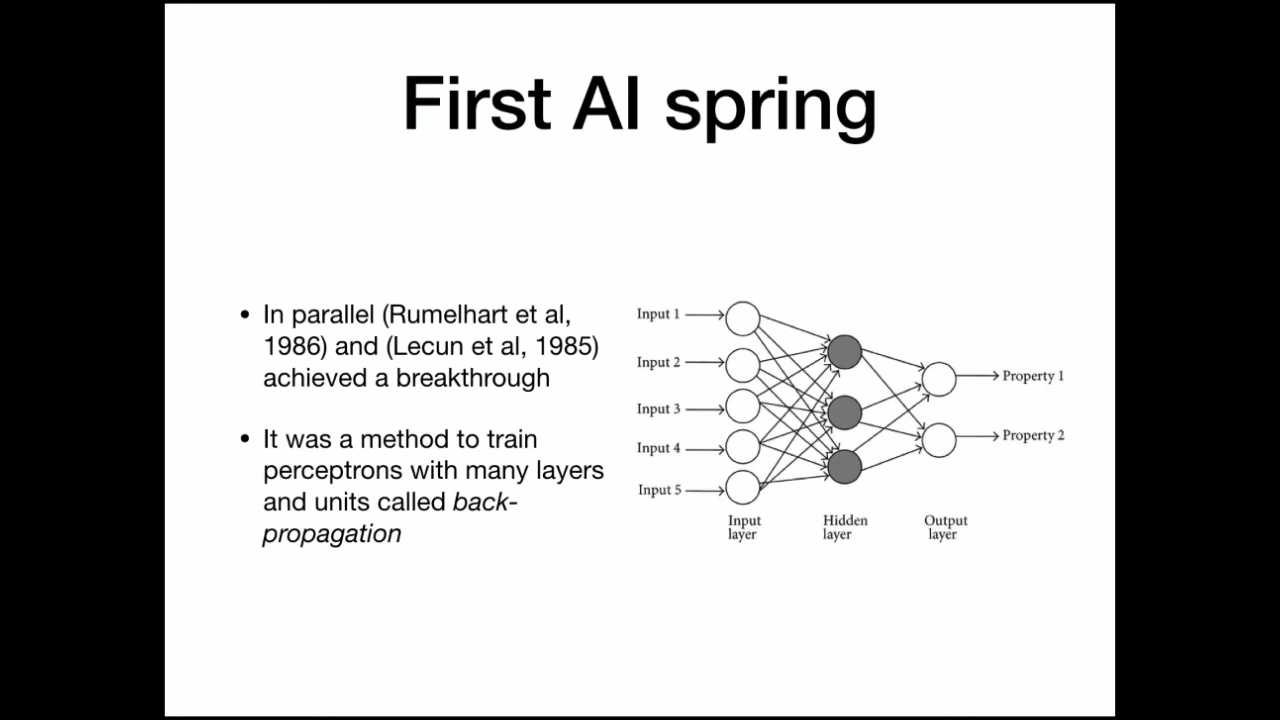 First AI spring
• In parallel (Rumelhart et al,
1986) and (Lecun et al, 1985)
achieved a breakthrough
• It was a method to train
perceptrons with many layers
and units called back-
propagation
Input 1
Input 2
Input 3
Input 4
Input 5
Property 1
Property 2
Input
layer
Hidden
layer
Output
layer